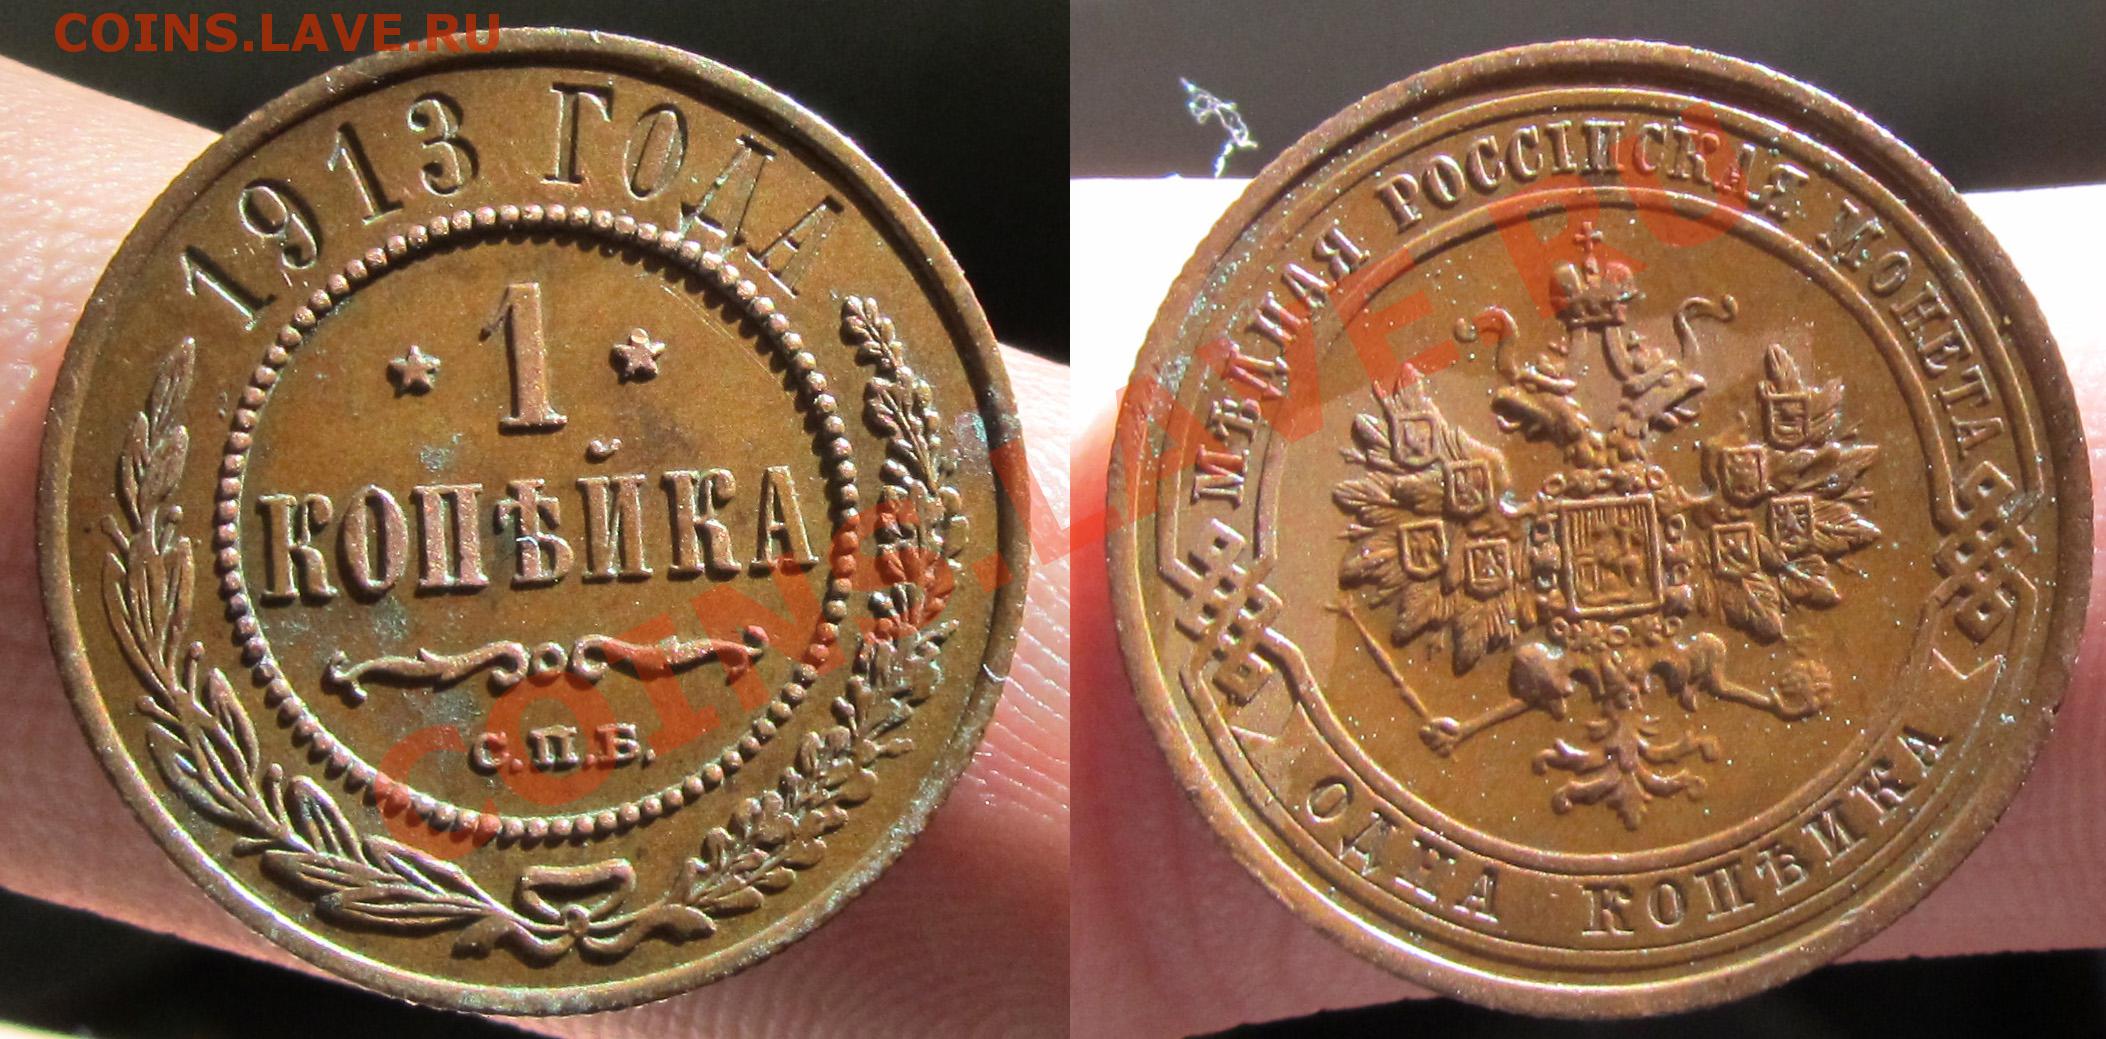 COINS.LAVE.RU
1913 ГОДА
1
КОПѢЙКА
С.П.Б.
МѢДНАЯ РОССІЙСКАЯ МОНЕТА
ОДНА КОПѢЙКА
COINS.LAVE.RU